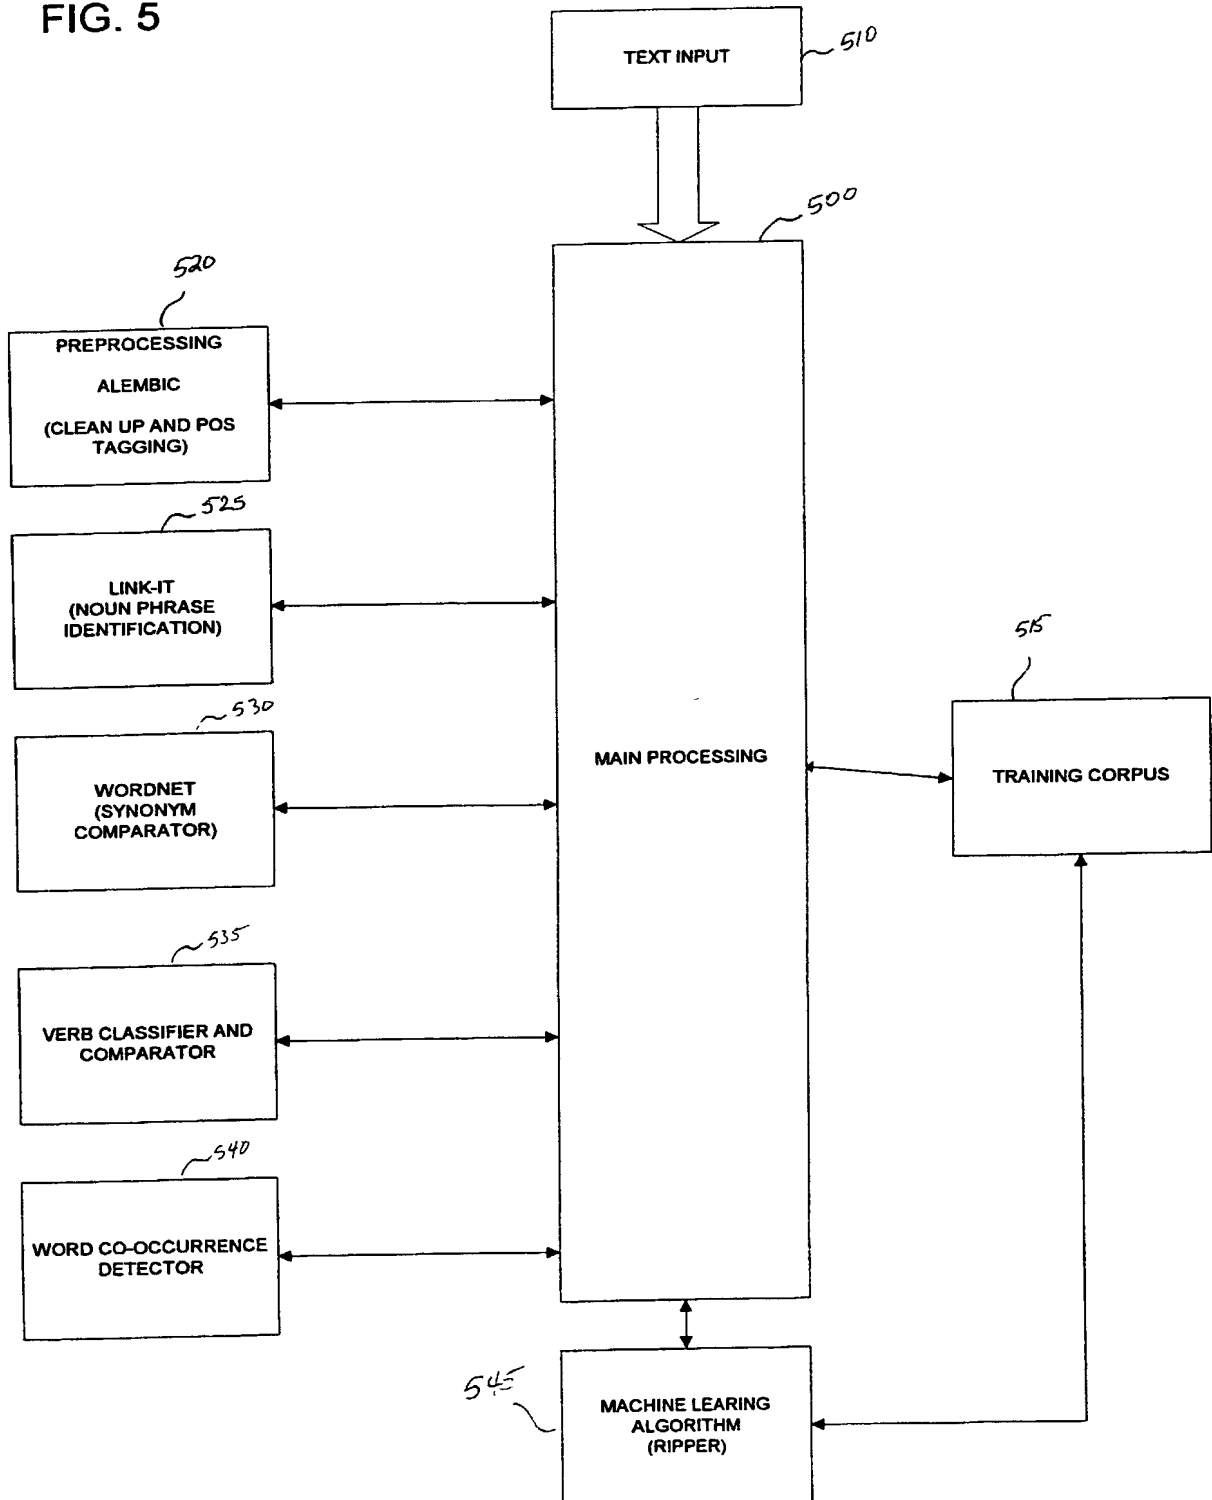 FIG. 5
TEXT INPUT
510
500
520
PREPROCESSING
ALEMBIC
(CLEAN UP AND POS
TAGGING)
525
LINK-IT
(NOUN PHRASE
IDENTIFICATION)
530
WORDNET
(SYNONYM
COMPARATOR)
535
VERB CLASSIFIER AND
COMPARATOR
540
WORD CO-OCCURRENCE
DETECTOR
MAIN PROCESSING
515
TRAINING CORPUS
545
MACHINE LEARING
ALGORITHM
(RIPPER)